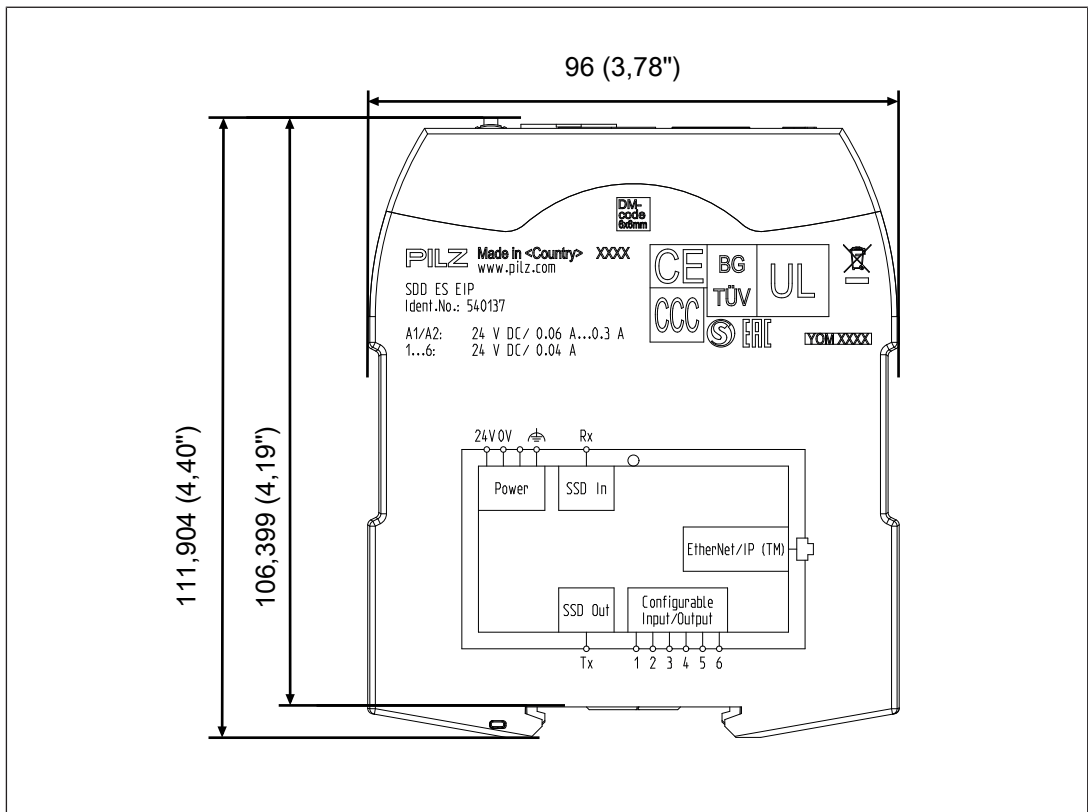 96 (3,78")
111,904 (4,40")
106,399 (4,19")
DM-
code
6x6mm
PILZ Made in <Country> XXXX
www.pilz.com
SDD ES EIP
Ident.No.: 540137
A1/A2: 24 V DC/ 0.06 A...0.3 A
1...6: 24 V DC/ 0.04 A
CE
BG
TÜV
UL
CCC
S
EAC
YOM XXXX
24V 0V
Rx
Power
SSD In
EtherNet/IP (TM)
SSD Out
Configurable
Input/Output
Tx
1 2 3 4 5 6